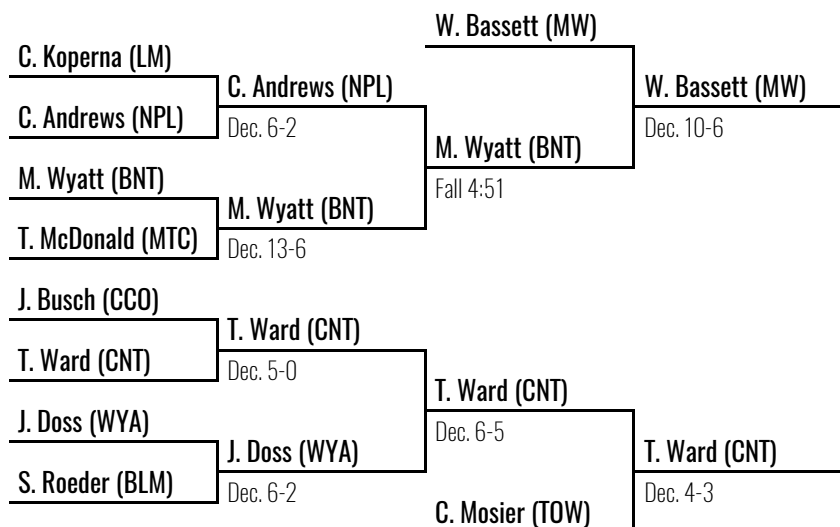 W. Bassett (MW)
C. Koperna (LM)
C. Andrews (NPL)
W. Bassett (MW)
C. Andrews (NPL)
Dec. 6-2
Dec. 10-6
M. Wyatt (BNT)
M. Wyatt (BNT)
Fall 4:51
M. Wyatt (BNT)
T. McDonald (MTC)
Dec. 13-6
J. Busch (CCO)
T. Ward (CNT)
T. Ward (CNT)
Dec. 5-0
T. Ward (CNT)
J. Doss (WYA)
Dec. 6-5
J. Doss (WYA)
T. Ward (CNT)
S. Roeder (BLM)
Dec. 6-2
Dec. 4-3
C. Mosier (TOW)